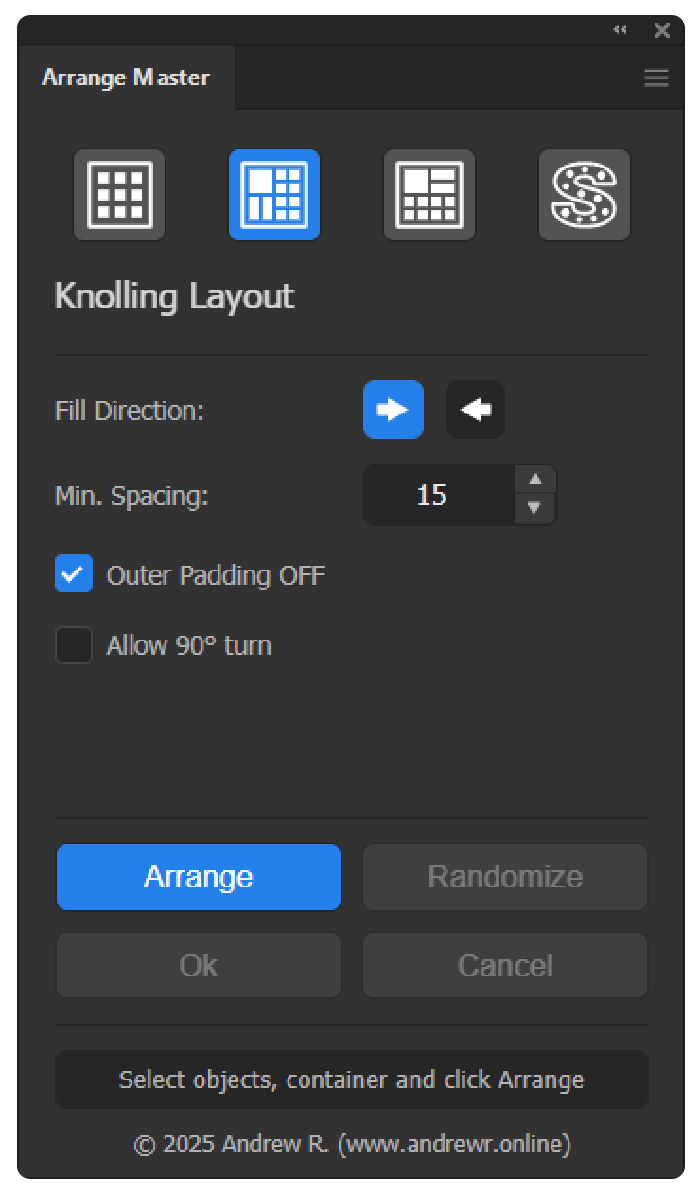 Arrange Master
Knolling Layout
Fill Direction:
Min. Spacing:
15
Outer Padding OFF
Allow 90° turn
Arrange
Randomize
Ok
Cancel
Select objects, container and click Arrange
© 2025 Andrew R. (www.andrewr.online)